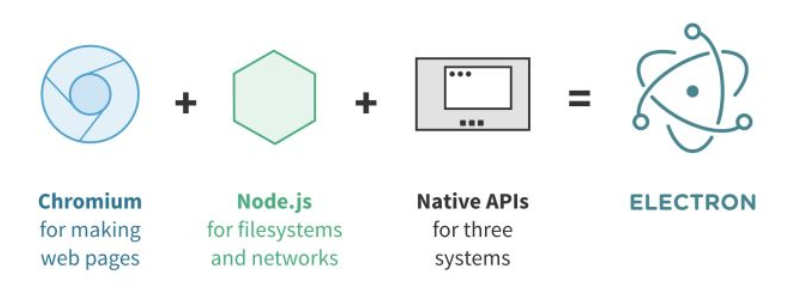 + + =
Chromium
for making
web pages
Node.js
for filesystems
and networks
Native APIs
for three
systems
ELECTRON